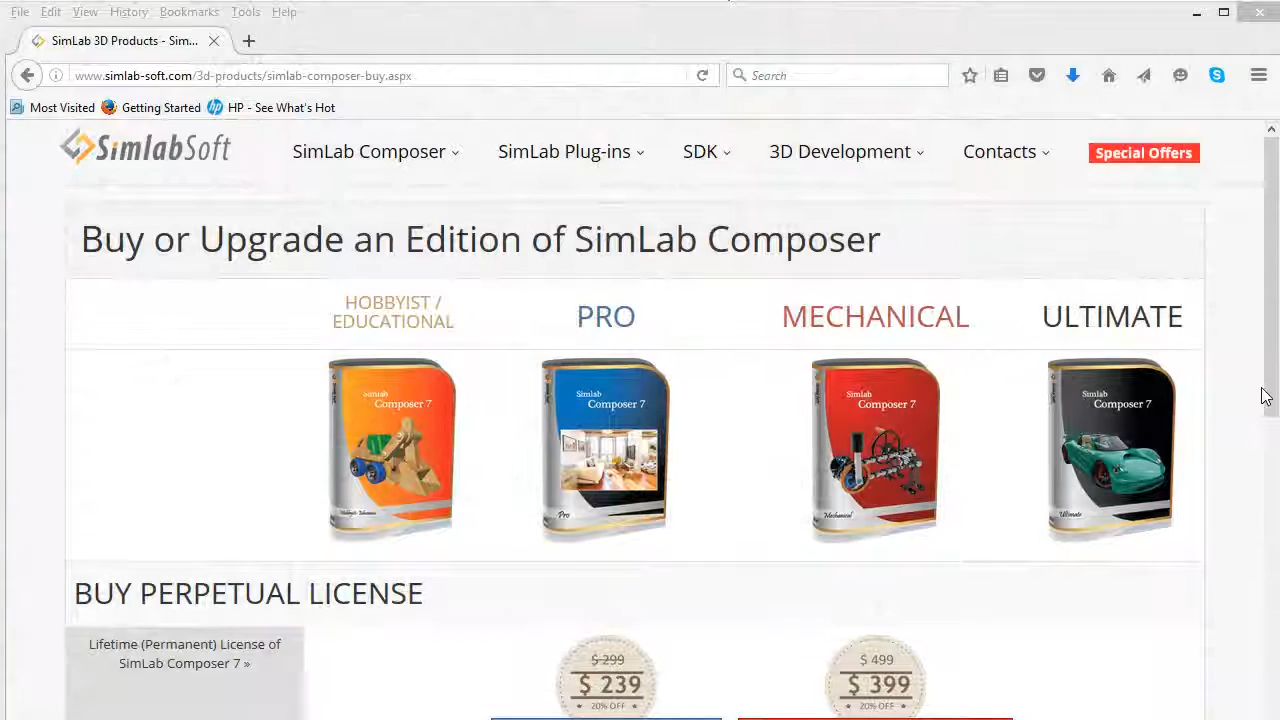 File Edit View History Bookmarks Tools Help
SimLab 3D Products - Sim...
www.simlab-soft.com/3d-products/simlab-composer-buy.aspx
Search
Most Visited Getting Started HP - See What's Hot
SimlabSoft
SimLab Composer SimLab Plug-ins SDK 3D Development Contacts Special Offers
Buy or Upgrade an Edition of SimLab Composer
HOBBYIST /
EDUCATIONAL
PRO
MECHANICAL
ULTIMATE
Simlab
Composer 7
Simlab
Composer 7
Pro
Simlab
Composer 7
Mechanical
Simlab
Composer 7
Ultimate
BUY PERPETUAL LICENSE
Lifetime (Permanent) License of
SimLab Composer 7 »
$ 299
$ 239
20% OFF
$ 499
$ 399
20% OFF